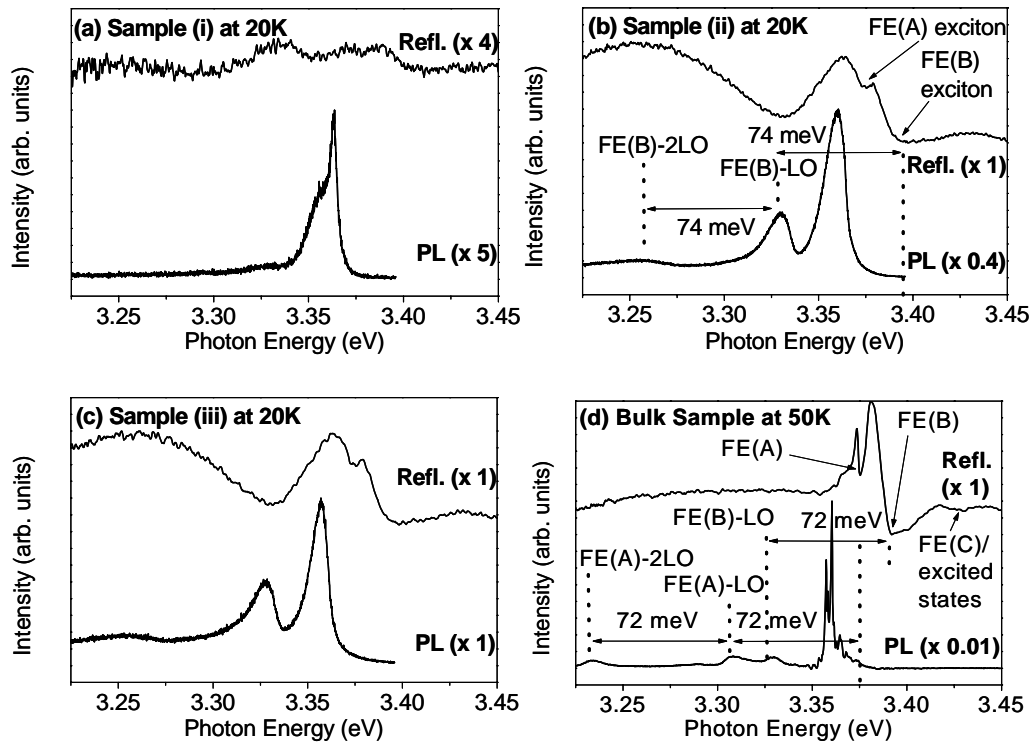 (a) Sample (i) at 20K
Refl. (x 4)
PL (x 5)
Intensity (arb. units)
3.25 3.30 3.35 3.40 3.45
Photon Energy (eV)
(b) Sample (ii) at 20K
FE(A) exciton
FE(B)
exciton
74 meV
FE(B)-2LO
FE(B)-LO
Refl. (x 1)
74 meV
PL (x 0.4)
Intensity (arb. units)
3.25 3.30 3.35 3.40 3.45
Photon Energy (eV)
(c) Sample (iii) at 20K
Refl. (x 1)
PL (x 1)
Intensity (arb. units)
3.25 3.30 3.35 3.40 3.45
Photon Energy (eV)
(d) Bulk Sample at 50K
FE(B)
FE(A)
Refl.
(x 1)
FE(B)-LO
72 meV
FE(C)/
excited
states
FE(A)-2LO
FE(A)-LO
72 meV
72 meV
PL (x 0.01)
Intensity (arb. units)
3.25 3.30 3.35 3.40 3.45
Photon Energy (eV)